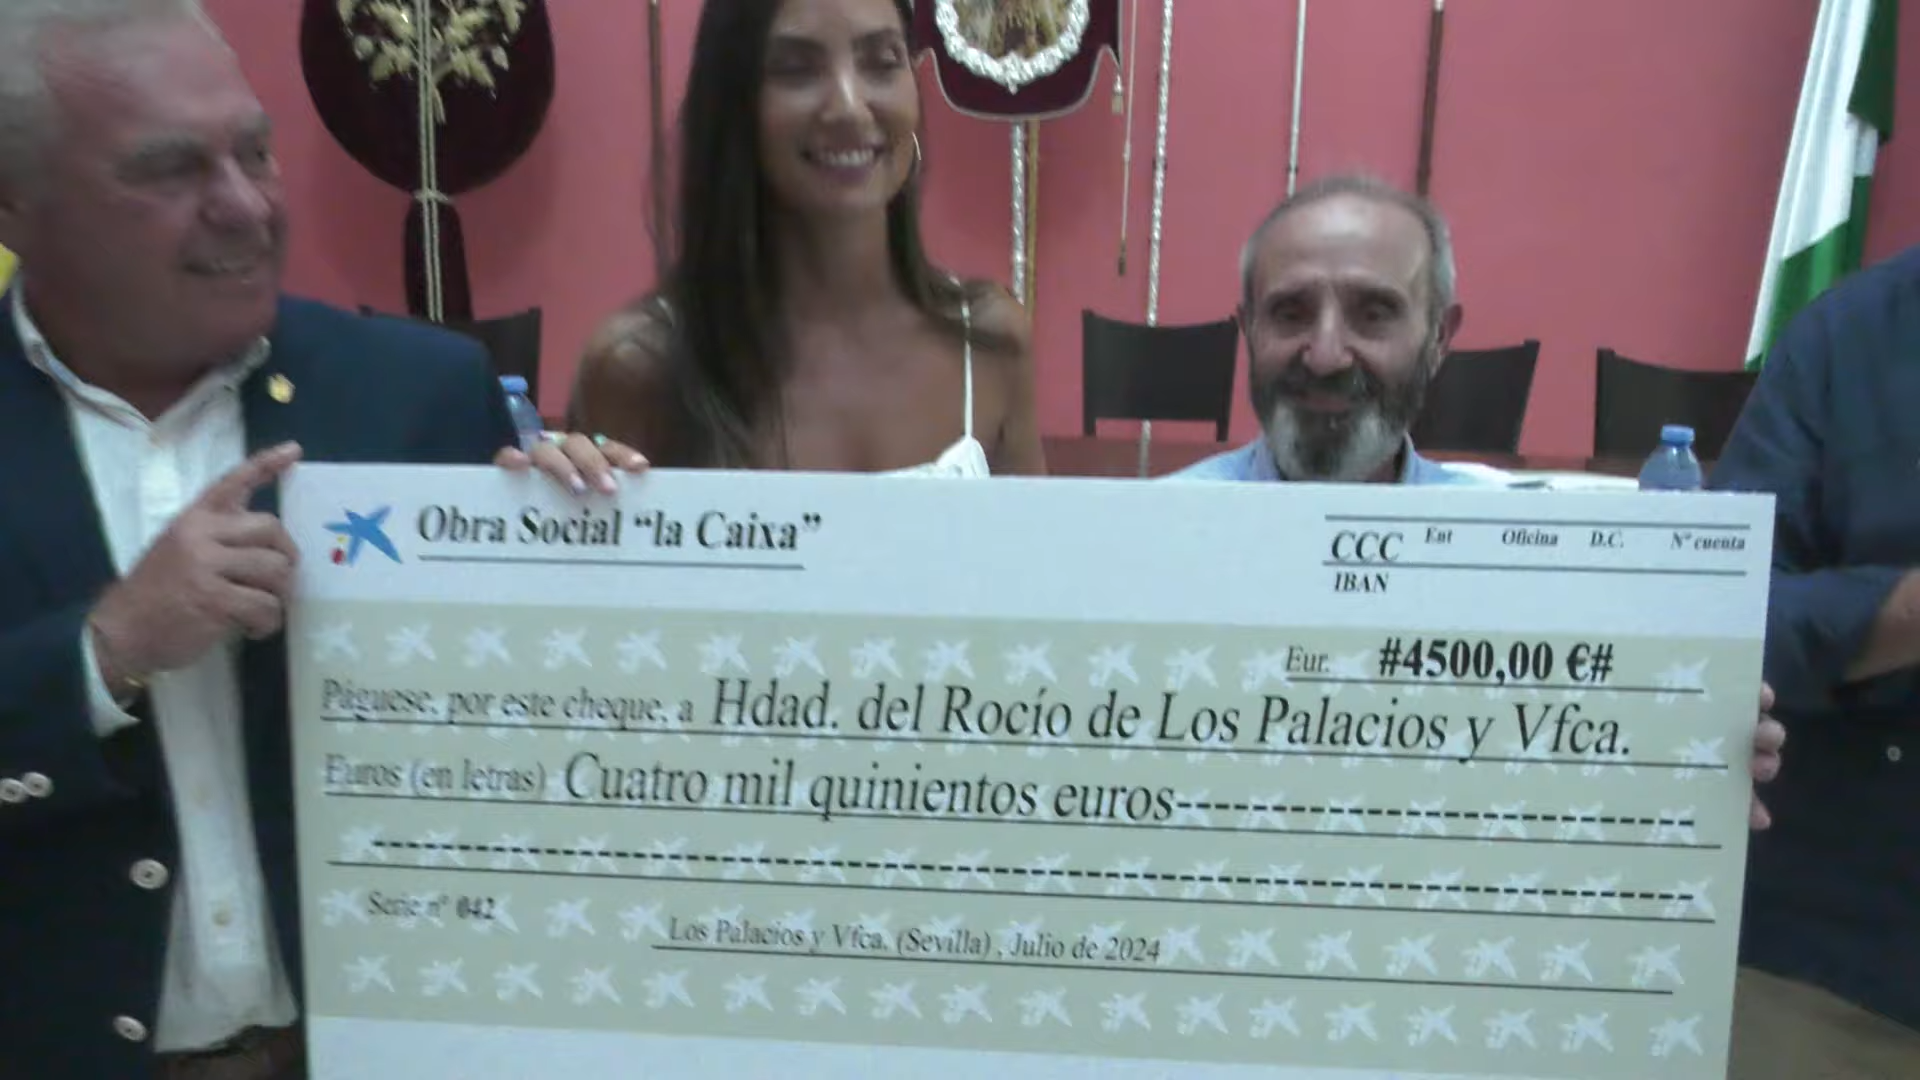 Obra Social “la Caixa”
CCC Ent Oficina D.C. Nº cuenta
IBAN
Eur. #4500,00 €#
Páguese, por este cheque, a Hdad. del Rocío de Los Palacios y Vfca.
Euros (en letras) Cuatro mil quinientos euros-----------------------------
--------------------------------------------------------------------------
Serie nº 042
Los Palacios y Vfca. (Sevilla) , Julio de 2024